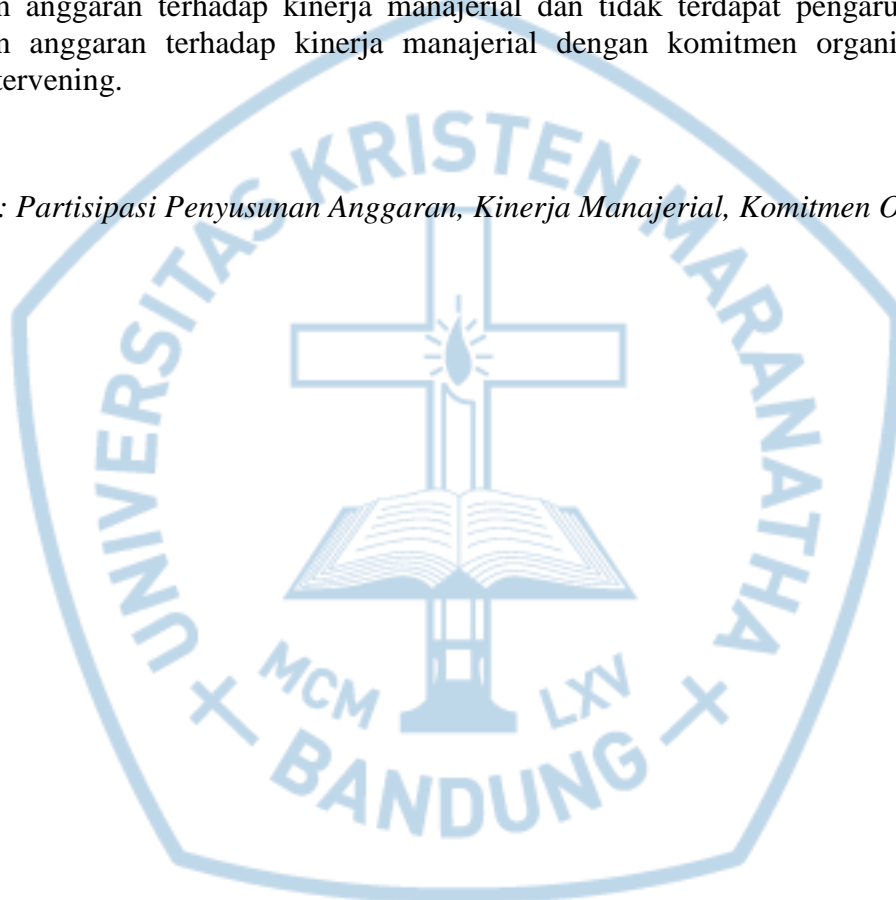 n anggaran terhadap kinerja manajerial dan tidak terdapat pengaru
n anggaran terhadap kinerja manajerial dengan komitmen organi
tervening.
: Partisipasi Penyusunan Anggaran, Kinerja Manajerial, Komitmen O
UNIVERSITAS KRISTEN MARANATHA
MCM LXV
BANDUNG